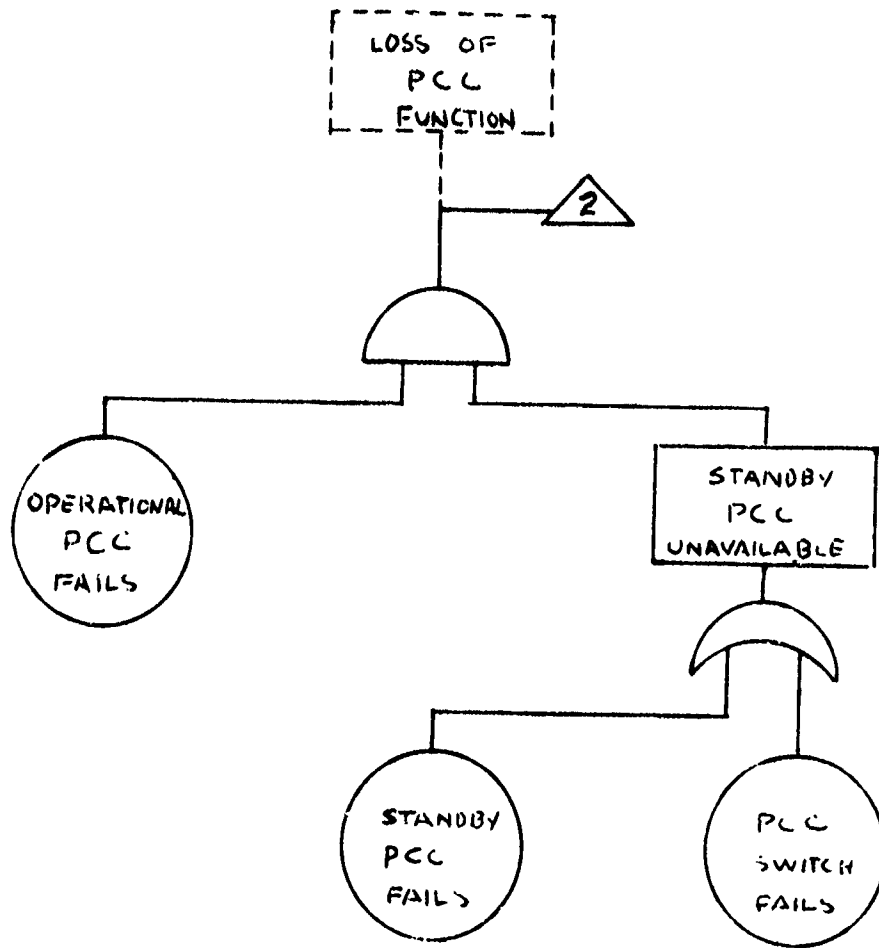 LOSS OF
PCC
FUNCTION
2
OPERATIONAL
PCC
FAILS
STANDBY
PCC
UNAVAILABLE
STANDBY
PCC
FAILS
PCC
SWITCH
FAILS